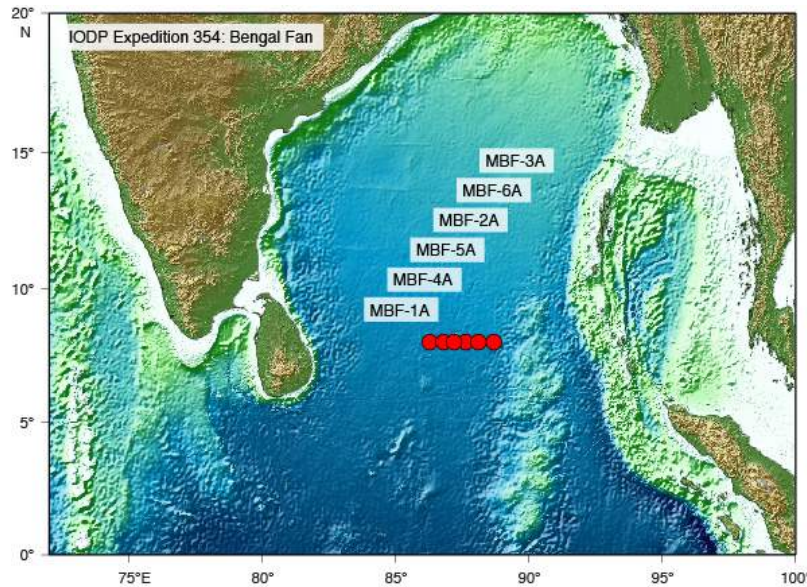 20°
N
IODP Expedition 354: Bengal Fan
15°
MBF-3A
MBF-6A
MBF-2A
MBF-5A
MBF-4A
10°
MBF-1A
5°
0°
75°E
80°
85°
90°
95°
100°